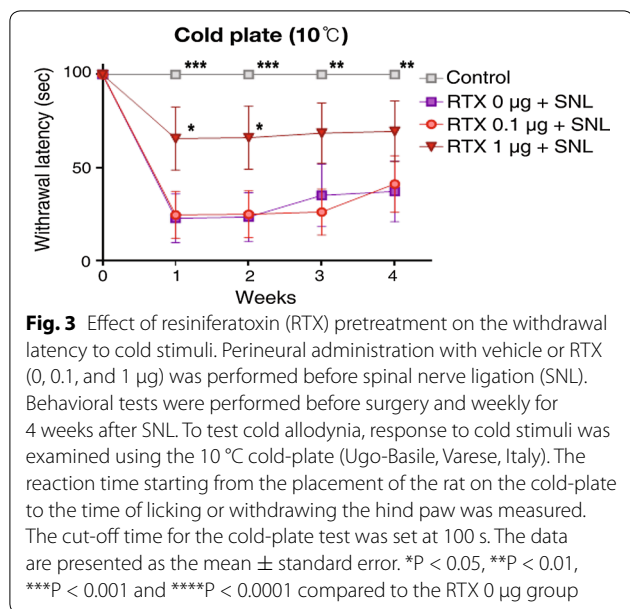 Cold plate (10℃)
Withrawal latency (sec)
100
50
0
*** *** ** **
* *
0 1 2 3 4
Weeks
Control
RTX 0 µg + SNL
RTX 0.1 µg + SNL
RTX 1 µg + SNL
Fig. 3 Effect of resiniferatoxin (RTX) pretreatment on the withdrawal
latency to cold stimuli. Perineural administration with vehicle or RTX
(0, 0.1, and 1 µg) was performed before spinal nerve ligation (SNL).
Behavioral tests were performed before surgery and weekly for
4 weeks after SNL. To test cold allodynia, response to cold stimuli was
examined using the 10 °C cold-plate (Ugo-Basile, Varese, Italy). The
reaction time starting from the placement of the rat on the cold-plate
to the time of licking or withdrawing the hind paw was measured.
The cut-off time for the cold-plate test was set at 100 s. The data
are presented as the mean ± standard error. *P < 0.05, **P < 0.01,
***P < 0.001 and ****P < 0.0001 compared to the RTX 0 µg group